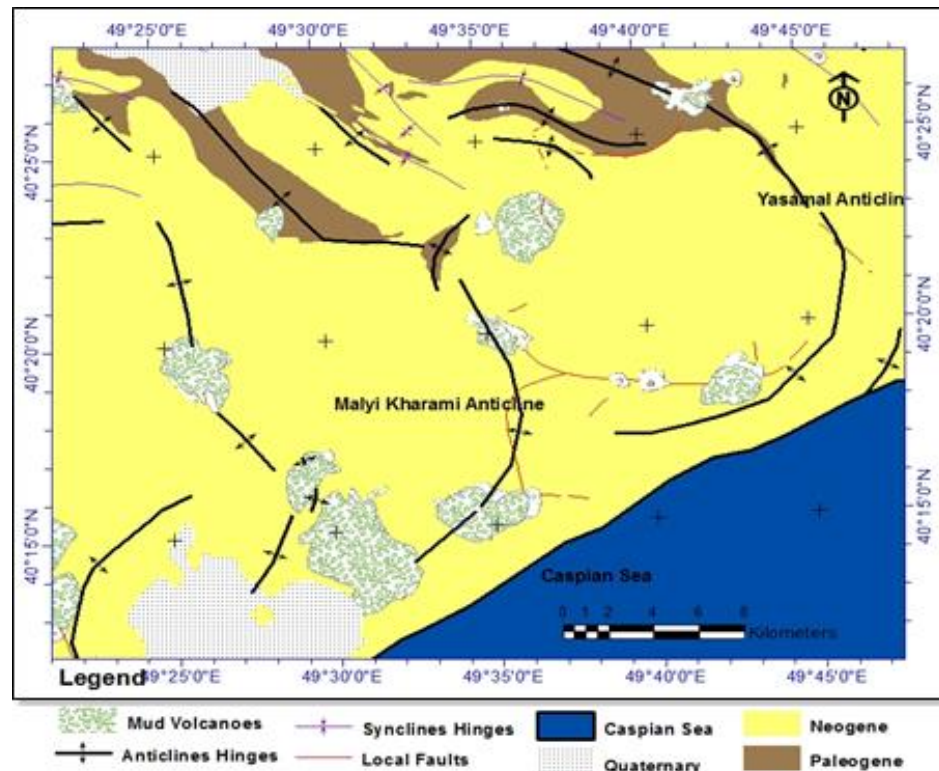 49°25'0"E 49°30'0"E 49°35'0"E 49°40'0"E 49°45'0"E
N
40°25'0"N 40°25'0"N
Yasamal Anticlin
40°20'0"N 40°20'0"N
Malyi Kharami Anticline
40°15'0"N 40°15'0"N
Caspian Sea
0 1 2 4 6 8
Kilometers
Legend
49°25'0"E 49°30'0"E 49°35'0"E 49°40'0"E 49°45'0"E
Mud Volcanoes Synclines Hinges Caspian Sea Neogene
Anticlines Hinges Local Faults Quaternary Paleogene